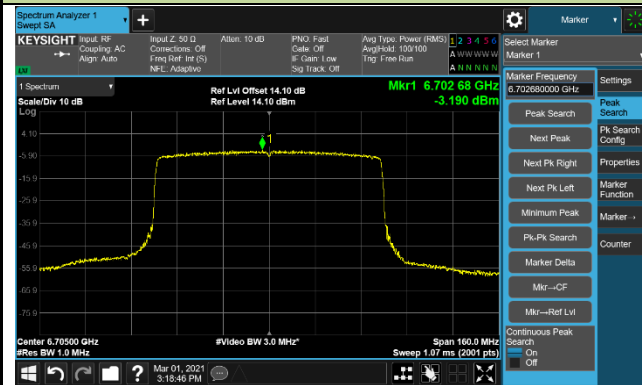 Spectrum Analyzer 1
Swept SA
+
Marker
KEYSIGHT
Input: RF
Coupling: AC
Align: Auto
Input Z: 50 Ω
Corrections: Off
Freq Ref: Int (S)
NFE: Adaptive
Atten: 10 dB
PNO: Fast
Gate: Off
IF Gain: Low
Sig Track: Off
Avg Type: Power (RMS)
Avg|Hold: 100/100
Trig: Free Run
1 2 3 4 5 6
A W W W W W
A N N N N N
LXI
Select Marker
Marker 1
1 Spectrum
Scale/Div 10 dB
Log
Ref Lvl Offset 14.10 dB
Ref Level 14.10 dBm
Mkr1 6.702 68 GHz
-3.190 dBm
4.10
-5.90
-15.9
-25.9
-35.9
-45.9
-55.9
-65.9
-75.9
1
Center 6.70500 GHz
#Res BW 1.0 MHz
#Video BW 3.0 MHz*
Span 160.0 MHz
Sweep 1.07 ms (2001 pts)
Marker Frequency
6.702680000 GHz
Peak Search
Next Peak
Next Pk Right
Next Pk Left
Minimum Peak
Pk-Pk Search
Marker Delta
Mkr→CF
Mkr→Ref Lvl
Continuous Peak
Search
On
Off
Settings
Peak
Search
Pk Search
Config
Properties
Marker
Function
Marker→
Counter
?
Mar 01, 2021
3:18:46 PM